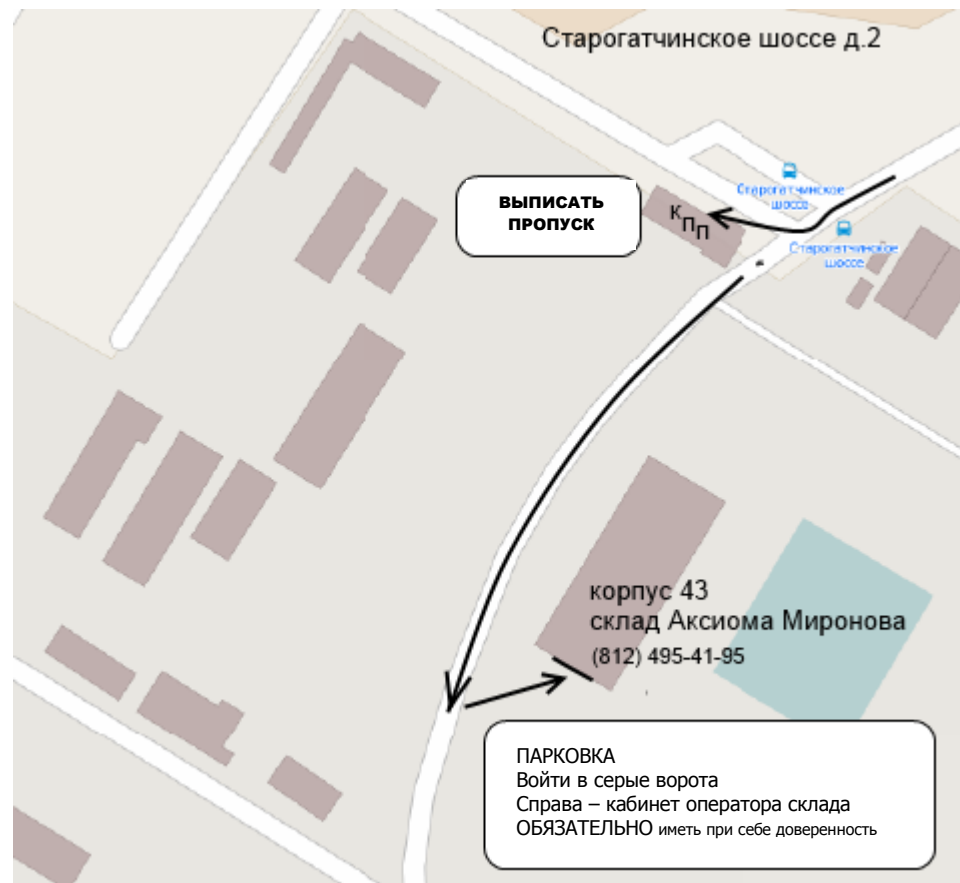 Старогатчинское шоссе д.2
Старогатчинское
шоссе
ВЫПИСАТЬ
ПРОПУСК
КПП
Старогатчинское
шоссе
корпус 43
склад Аксиома Миронова
(812) 495-41-95
ПАРКОВКА
Войти в серые ворота
Справа – кабинет оператора склада
ОБЯЗАТЕЛЬНО иметь при себе доверенность